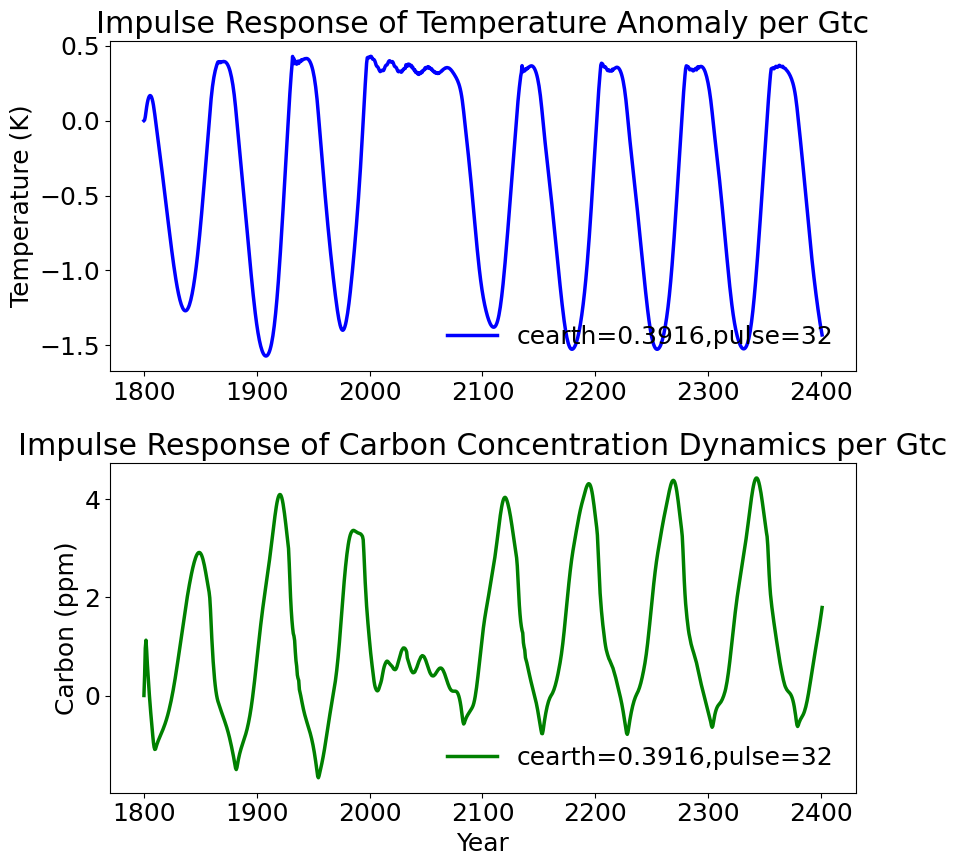 Impulse Response of Temperature Anomaly per Gtc
Temperature (K)
0.5
0.0
−0.5
−1.0
−1.5
cearth=0.3916,pulse=32
1800 1900 2000 2100 2200 2300 2400
Impulse Response of Carbon Concentration Dynamics per Gtc
Carbon (ppm)
4
2
0
cearth=0.3916,pulse=32
1800 1900 2000 2100 2200 2300 2400
Year